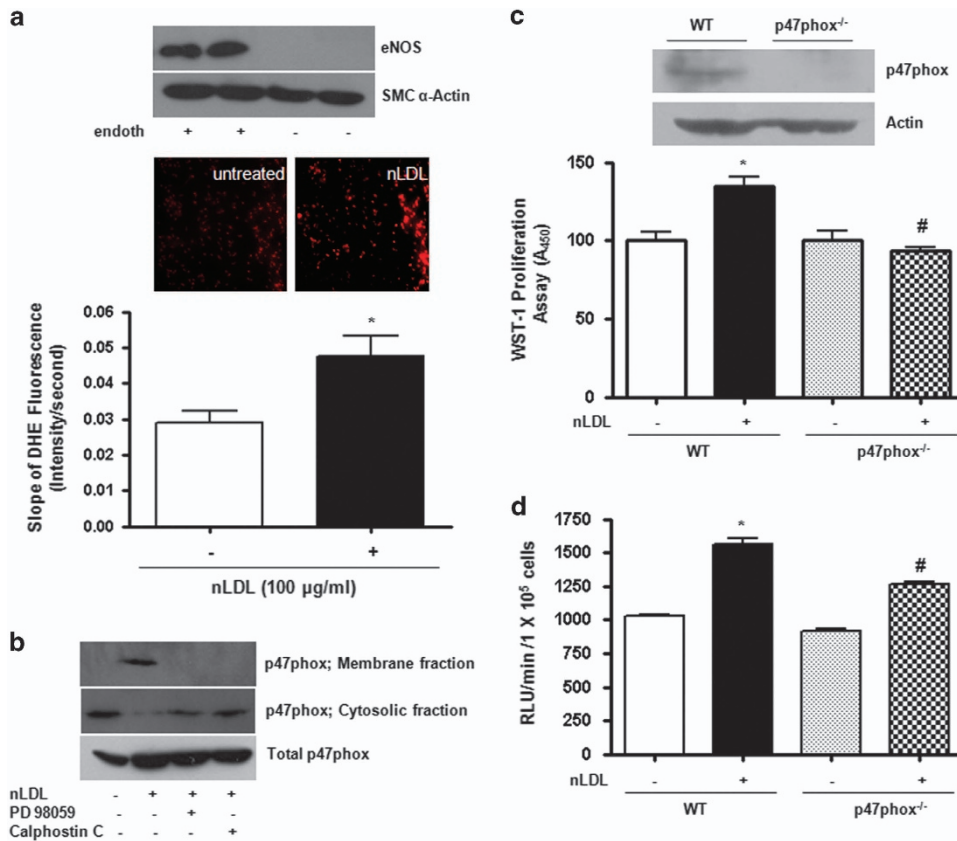 a
eNOS
SMC α-Actin
endoth + + - -
untreated
nLDL
Slope of DHE Fluorescence
(Intensity/second)
0.06
0.05
0.04
0.03
0.02
0.01
0.00
*
- +
nLDL (100 µg/ml)
b
p47phox; Membrane fraction
p47phox; Cytosolic fraction
Total p47phox
nLDL - + + +
PD 98059 - - + -
Calphostin C - - - +
c
WT p47phox-/-
p47phox
Actin
WST-1 Proliferation
Assay (A450)
150
100
50
0
*
#
nLDL - + - +
WT p47phox-/-
d
RLU/min /1 X 10⁵ cells
1750
1500
1250
1000
750
500
250
0
*
#
nLDL - + - +
WT p47phox-/-